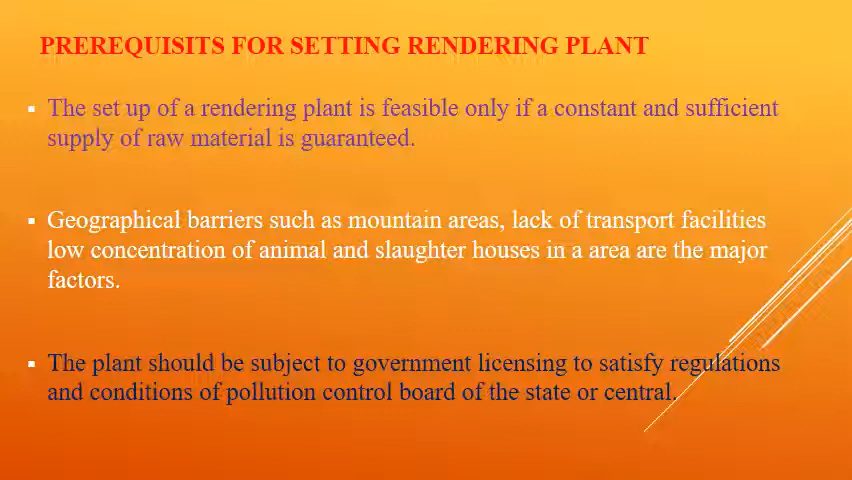 PREREQUISITS FOR SETTING RENDERING PLANT
▪ The set up of a rendering plant is feasible only if a constant and sufficient
supply of raw material is guaranteed.
▪ Geographical barriers such as mountain areas, lack of transport facilities
low concentration of animal and slaughter houses in a area are the major
factors.
▪ The plant should be subject to government licensing to satisfy regulations
and conditions of pollution control board of the state or central.